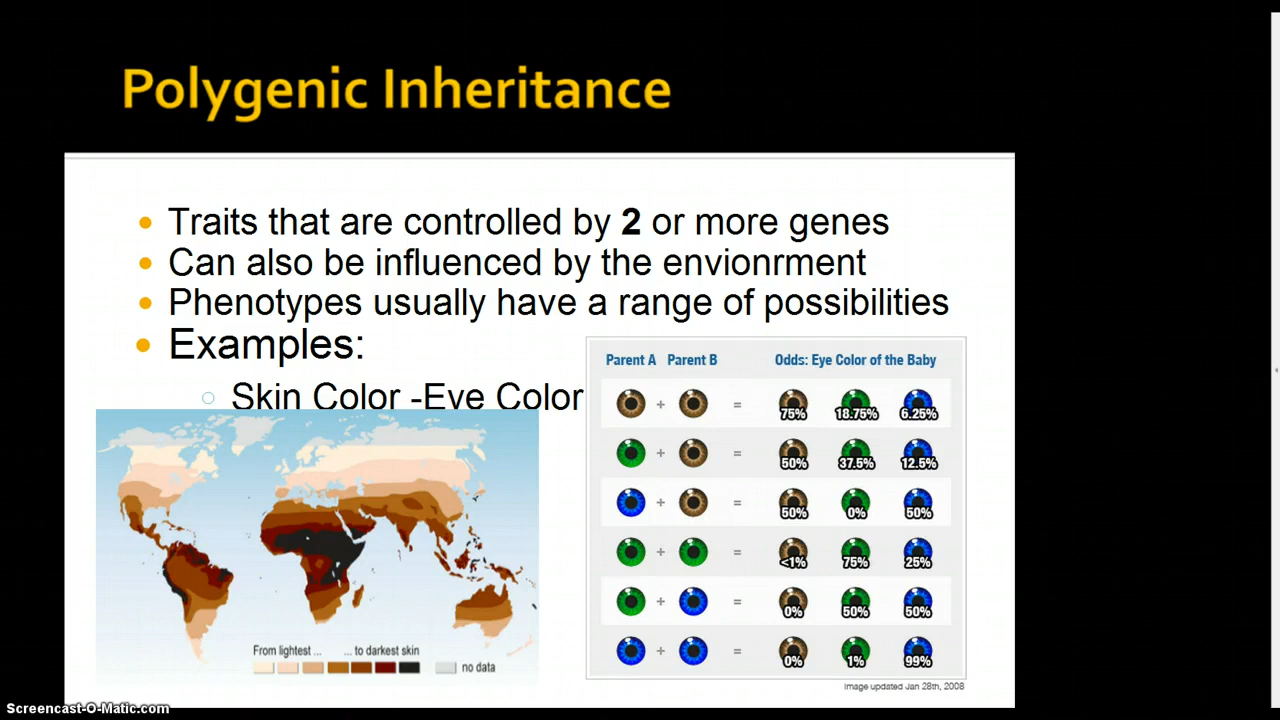 Polygenic Inheritance
Traits that are controlled by 2 or more genes
Can also be influenced by the envionrment
Phenotypes usually have a range of possibilities
Examples:
Skin Color -Eye Color
From lightest ... ... to darkest skin
no data
Parent A Parent B Odds: Eye Color of the Baby
+ = 75% 18.75% 6.25%
+ = 50% 37.5% 12.5%
+ = 50% 0% 50%
+ = <1% 75% 25%
+ = 0% 50% 50%
+ = 0% 1% 99%
Image updated Jan 28th, 2008
Screencast-O-Matic.com